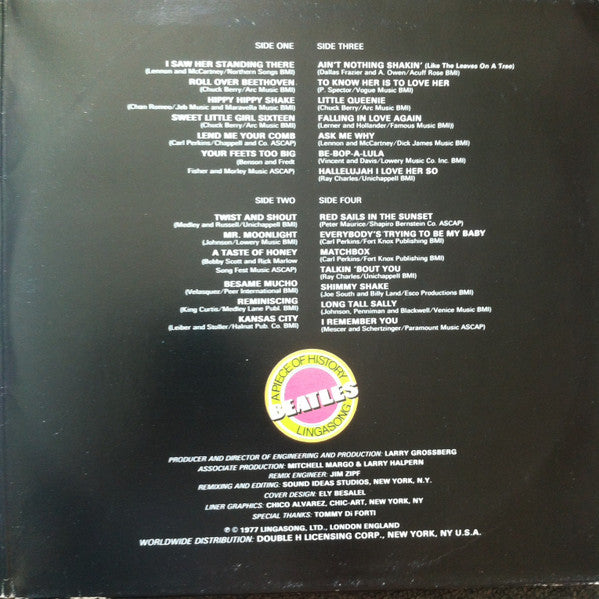 SIDE ONE
I SAW HER STANDING THERE
(Lennon and McCartney/Northern Songs BMI)
ROLL OVER BEETHOVEN
(Chuck Berry/Arc Music BMI)
HIPPY HIPPY SHAKE
(Chan Romeo/Jeb Music and Maravella Music BMI)
SWEET LITTLE GIRL SIXTEEN
(Chuck Berry/Arc Music BMI)
LEND ME YOUR COMB
(Carl Perkins/Chappell and Co. ASCAP)
YOUR FEETS TOO BIG
(Benson and Fredt
Fisher and Morley Music ASCAP)
SIDE TWO
TWIST AND SHOUT
(Medley and Russell/Unichappell BMI)
MR. MOONLIGHT
(Johnson/Lowery Music BMI)
A TASTE OF HONEY
(Bobby Scott and Rick Marlow
Song Fest Music ASCAP)
BESAME MUCHO
(Velasquez/Peer International BMI)
REMINISCING
(King Curtis/Medley Lane Publ. BMI)
KANSAS CITY
(Leiber and Stoller/Halnut Pub. Co. BMI)
SIDE THREE
AIN'T NOTHING SHAKIN' (Like The Leaves On A Tree)
(Dallas Frazier and A. Owen/Acuff Rose BMI)
TO KNOW HER IS TO LOVE HER
(P. Spector/Vogue Music BMI)
LITTLE QUEENIE
(Chuck Berry/Arc Music BMI)
FALLING IN LOVE AGAIN
(Lerner and Hollander/Famous Music BMI)
ASK ME WHY
(Lennon and McCartney/Dick James Music BMI)
BE-BOP-A-LULA
(Vincent and Davis/Lowery Music Co. Inc. BMI)
HALLELUJAH I LOVE HER SO
(Ray Charles/Unichappell BMI)
SIDE FOUR
RED SAILS IN THE SUNSET
(Peter Maurice/Shapiro Bernstein Co. ASCAP)
EVERYBODY'S TRYING TO BE MY BABY
(Carl Perkins/Fort Knox Publishing BMI)
MATCHBOX
(Carl Perkins/Fort Knox Publishing BMI)
TALKIN 'BOUT YOU
(Ray Charles/Unichappell BMI)
SHIMMY SHAKE
(Joe South and Billy Land/Esco Productions BMI)
LONG TALL SALLY
(Johnson, Penniman and Blackwell/Venice Music BMI)
I REMEMBER YOU
(Mescer and Schertzinger/Paramount Music ASCAP)
A PIECE OF HISTORY
BEATLES
LINGASONG
PRODUCER AND DIRECTOR OF ENGINEERING AND PRODUCTION: LARRY GROSSBERG
ASSOCIATE PRODUCTION: MITCHELL MARGO & LARRY HALPERN
REMIX ENGINEER: JIM ZIPF
REMIXING AND EDITING: SOUND IDEAS STUDIOS, NEW YORK, N.Y.
COVER DESIGN: ELY BESALEL
LINER GRAPHICS: CHICO ALVAREZ, CHIC-ART, NEW YORK, NY
SPECIAL THANKS: TOMMY Di FORTI
℗ © 1977 LINGASONG, LTD., LONDON ENGLAND
WORLDWIDE DISTRIBUTION: DOUBLE H LICENSING CORP., NEW YORK, NY U.S.A.